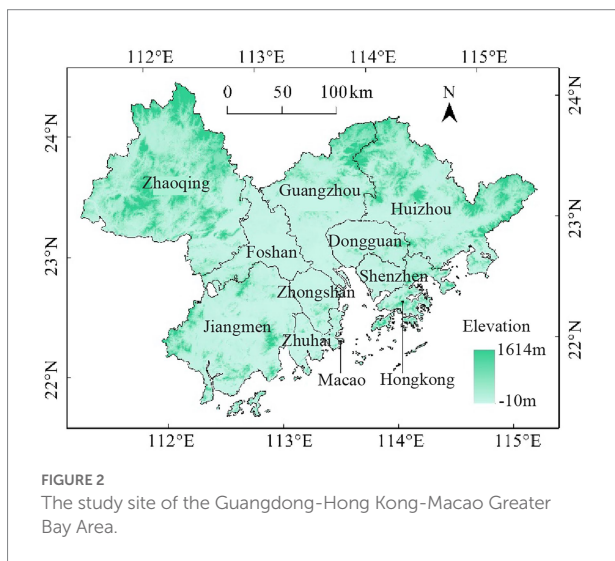 112°E 113°E 114°E 115°E
0 50 100 km
N
24°N
24°N
Zhaoqing
Guangzhou
Huizhou
23°N
23°N
Foshan
Dongguan
Shenzhen
Zhongshan
Jiangmen
Elevation
1614m
-10m
Zhuhai
22°N
22°N
Macao
Hongkong
112°E 113°E 114°E 115°E
FIGURE 2
The study site of the Guangdong-Hong Kong-Macao Greater
Bay Area.